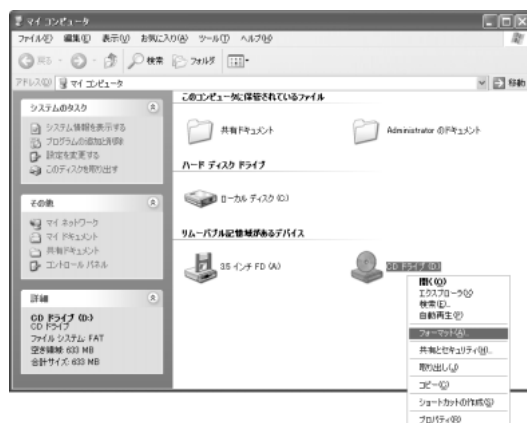 マイ コンピュータ
ファイル(F) 編集(E) 表示(V) お気に入り(A) ツール(T) ヘルプ(H)
戻る 検索 フォルダ
アドレス(D) マイ コンピュータ 移動
システムのタスク
システム情報を表示する
プログラムの追加と削除
設定を変更する
このディスクを取り出す
その他
マイ ネットワーク
マイ ドキュメント
共有ドキュメント
コントロール パネル
詳細
CD ドライブ (D:)
CD ドライブ
ファイル システム: FAT
空き領域: 633 MB
合計サイズ: 633 MB
このコンピュータに保管されているファイル
共有ドキュメント
Administrator のドキュメント
ハード ディスク ドライブ
ローカル ディスク (C:)
リムーバブル記憶域があるデバイス
3.5 インチ FD (A:)
CD ドライブ (D:)
開く(O)
エクスプローラ(X)
検索(E)...
自動再生(P)
フォーマット(A)...
共有とセキュリティ(H)...
取り出し(J)
コピー(C)
ショートカットの作成(S)
プロパティ(R)